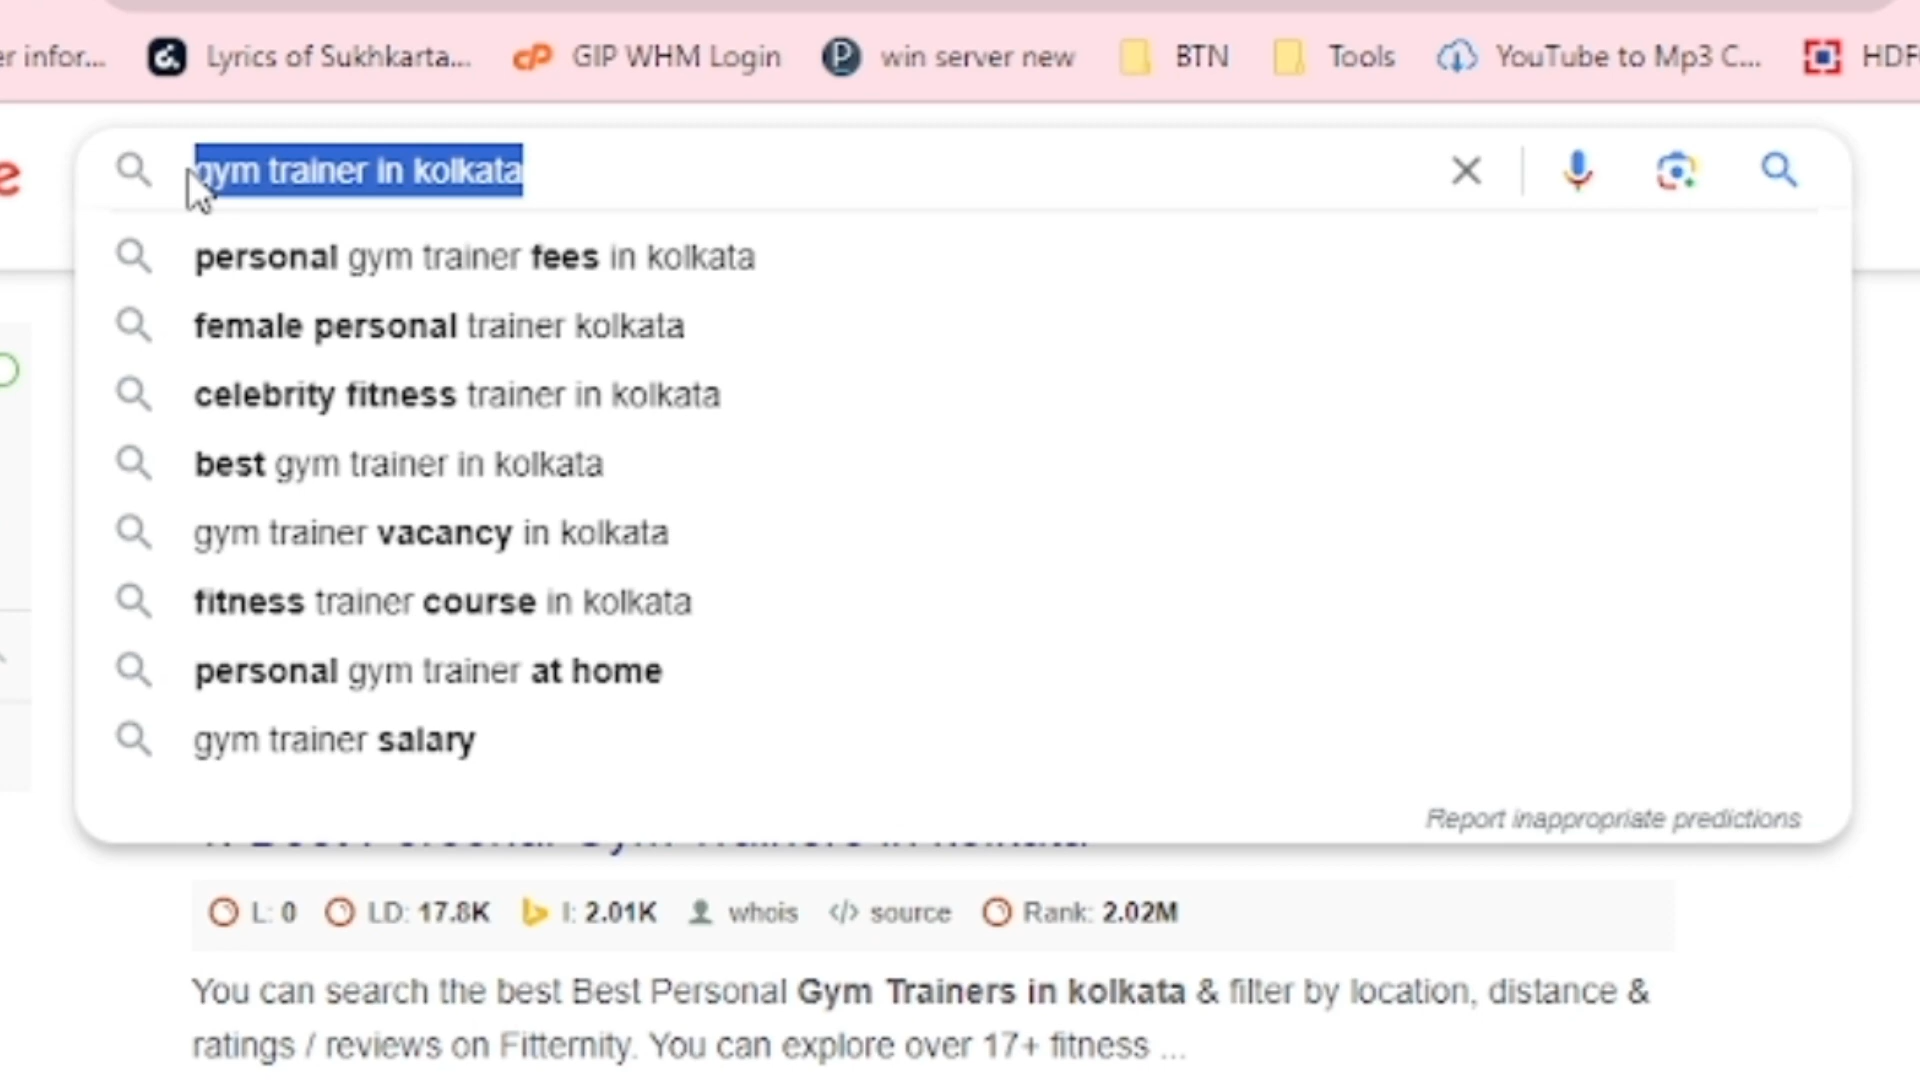 er infor... Lyrics of Sukhkarta... GIP WHM Login win server new BTN Tools YouTube to Mp3 C... HDF
e
gym trainer in kolkata
personal gym trainer fees in kolkata
female personal trainer kolkata
celebrity fitness trainer in kolkata
best gym trainer in kolkata
gym trainer vacancy in kolkata
fitness trainer course in kolkata
personal gym trainer at home
gym trainer salary
Report inappropriate predictions
L: 0 LD: 17.8K I: 2.01K whois </> source Rank: 2.02M
You can search the best Best Personal Gym Trainers in kolkata & filter by location, distance &
ratings / reviews on Fitternity. You can explore over 17+ fitness ...